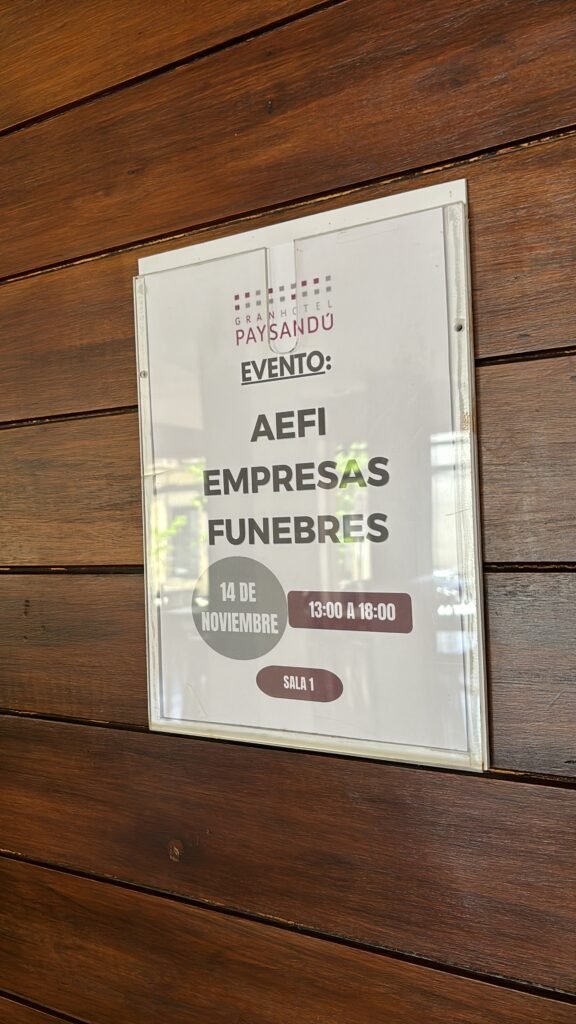 GRANHOTEL
PAYSANDÚ
EVENTO:
AEFI
EMPRESAS
FUNEBRES
14 DE
NOVIEMBRE
13:00 A 18:00
SALA 1